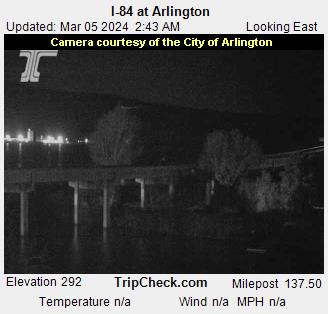 I-84 at Arlington
Updated: Mar 05 2024 2:43 AM Looking East
Camera courtesy of the City of Arlington
Elevation 292 TripCheck.com Milepost 137.50
Temperature n/a Wind n/a MPH n/a